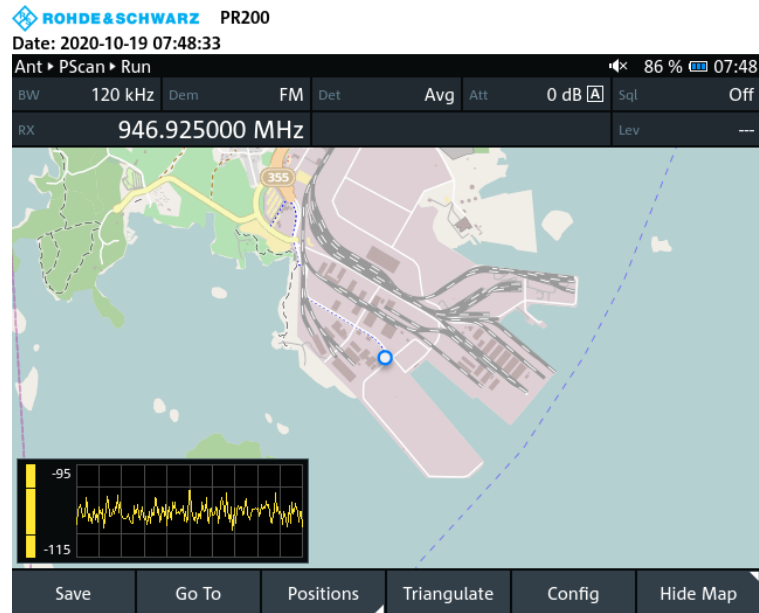 ROHDE&SCHWARZ PR200
Date: 2020-10-19 07:48:33
Ant ▸ PScan ▸ Run 86 % 07:48
BW 120 kHz Dem FM Det Avg Att 0 dB A Sql Off
RX 946.925000 MHz Lev ---
355
-95
-115
Save Go To Positions Triangulate Config Hide Map